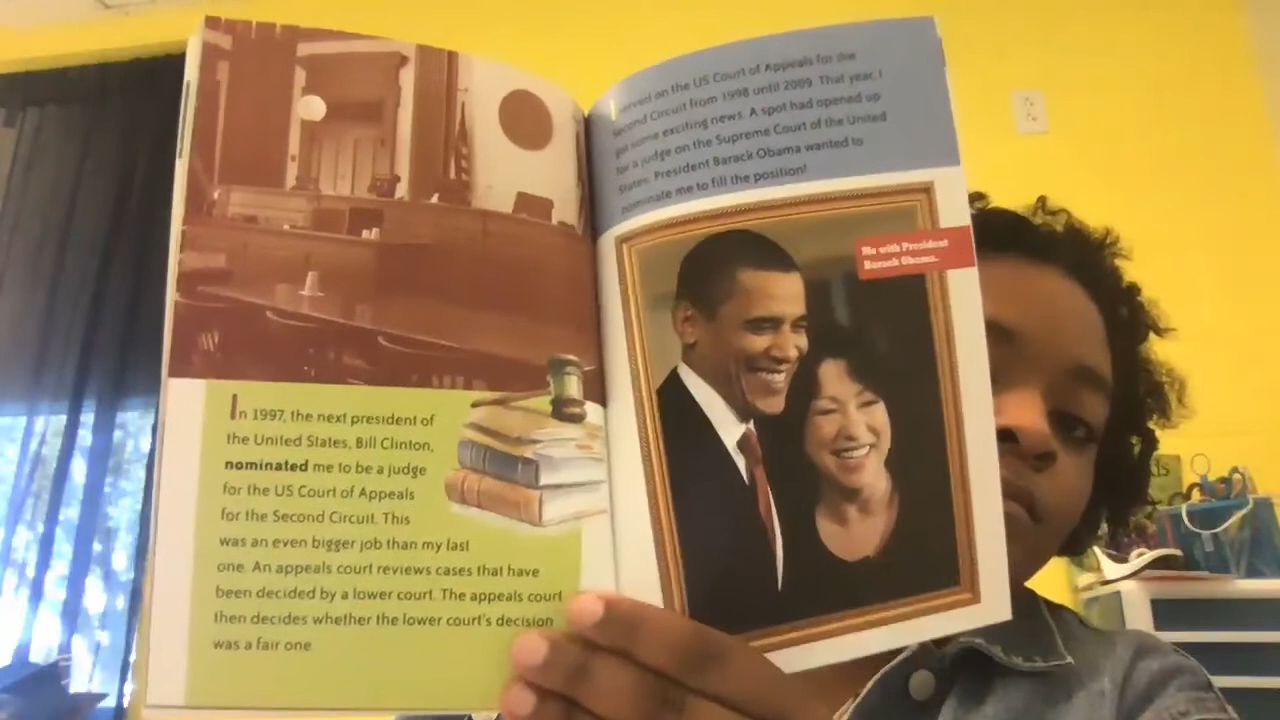 In 1997, the next president of
the United States, Bill Clinton,
nominated me to be a judge
for the US Court of Appeals
for the Second Circuit. This
was an even bigger job than my last
one. An appeals court reviews cases that have
been decided by a lower court. The appeals court
then decides whether the lower court's decision
was a fair one.
I served on the US Court of Appeals for the
Second Circuit from 1998 until 2009. That year, I
got some exciting news. A spot had opened up
for a judge on the Supreme Court of the United
States. President Barack Obama wanted to
nominate me to fill the position!
Me with President
Barack Obama.